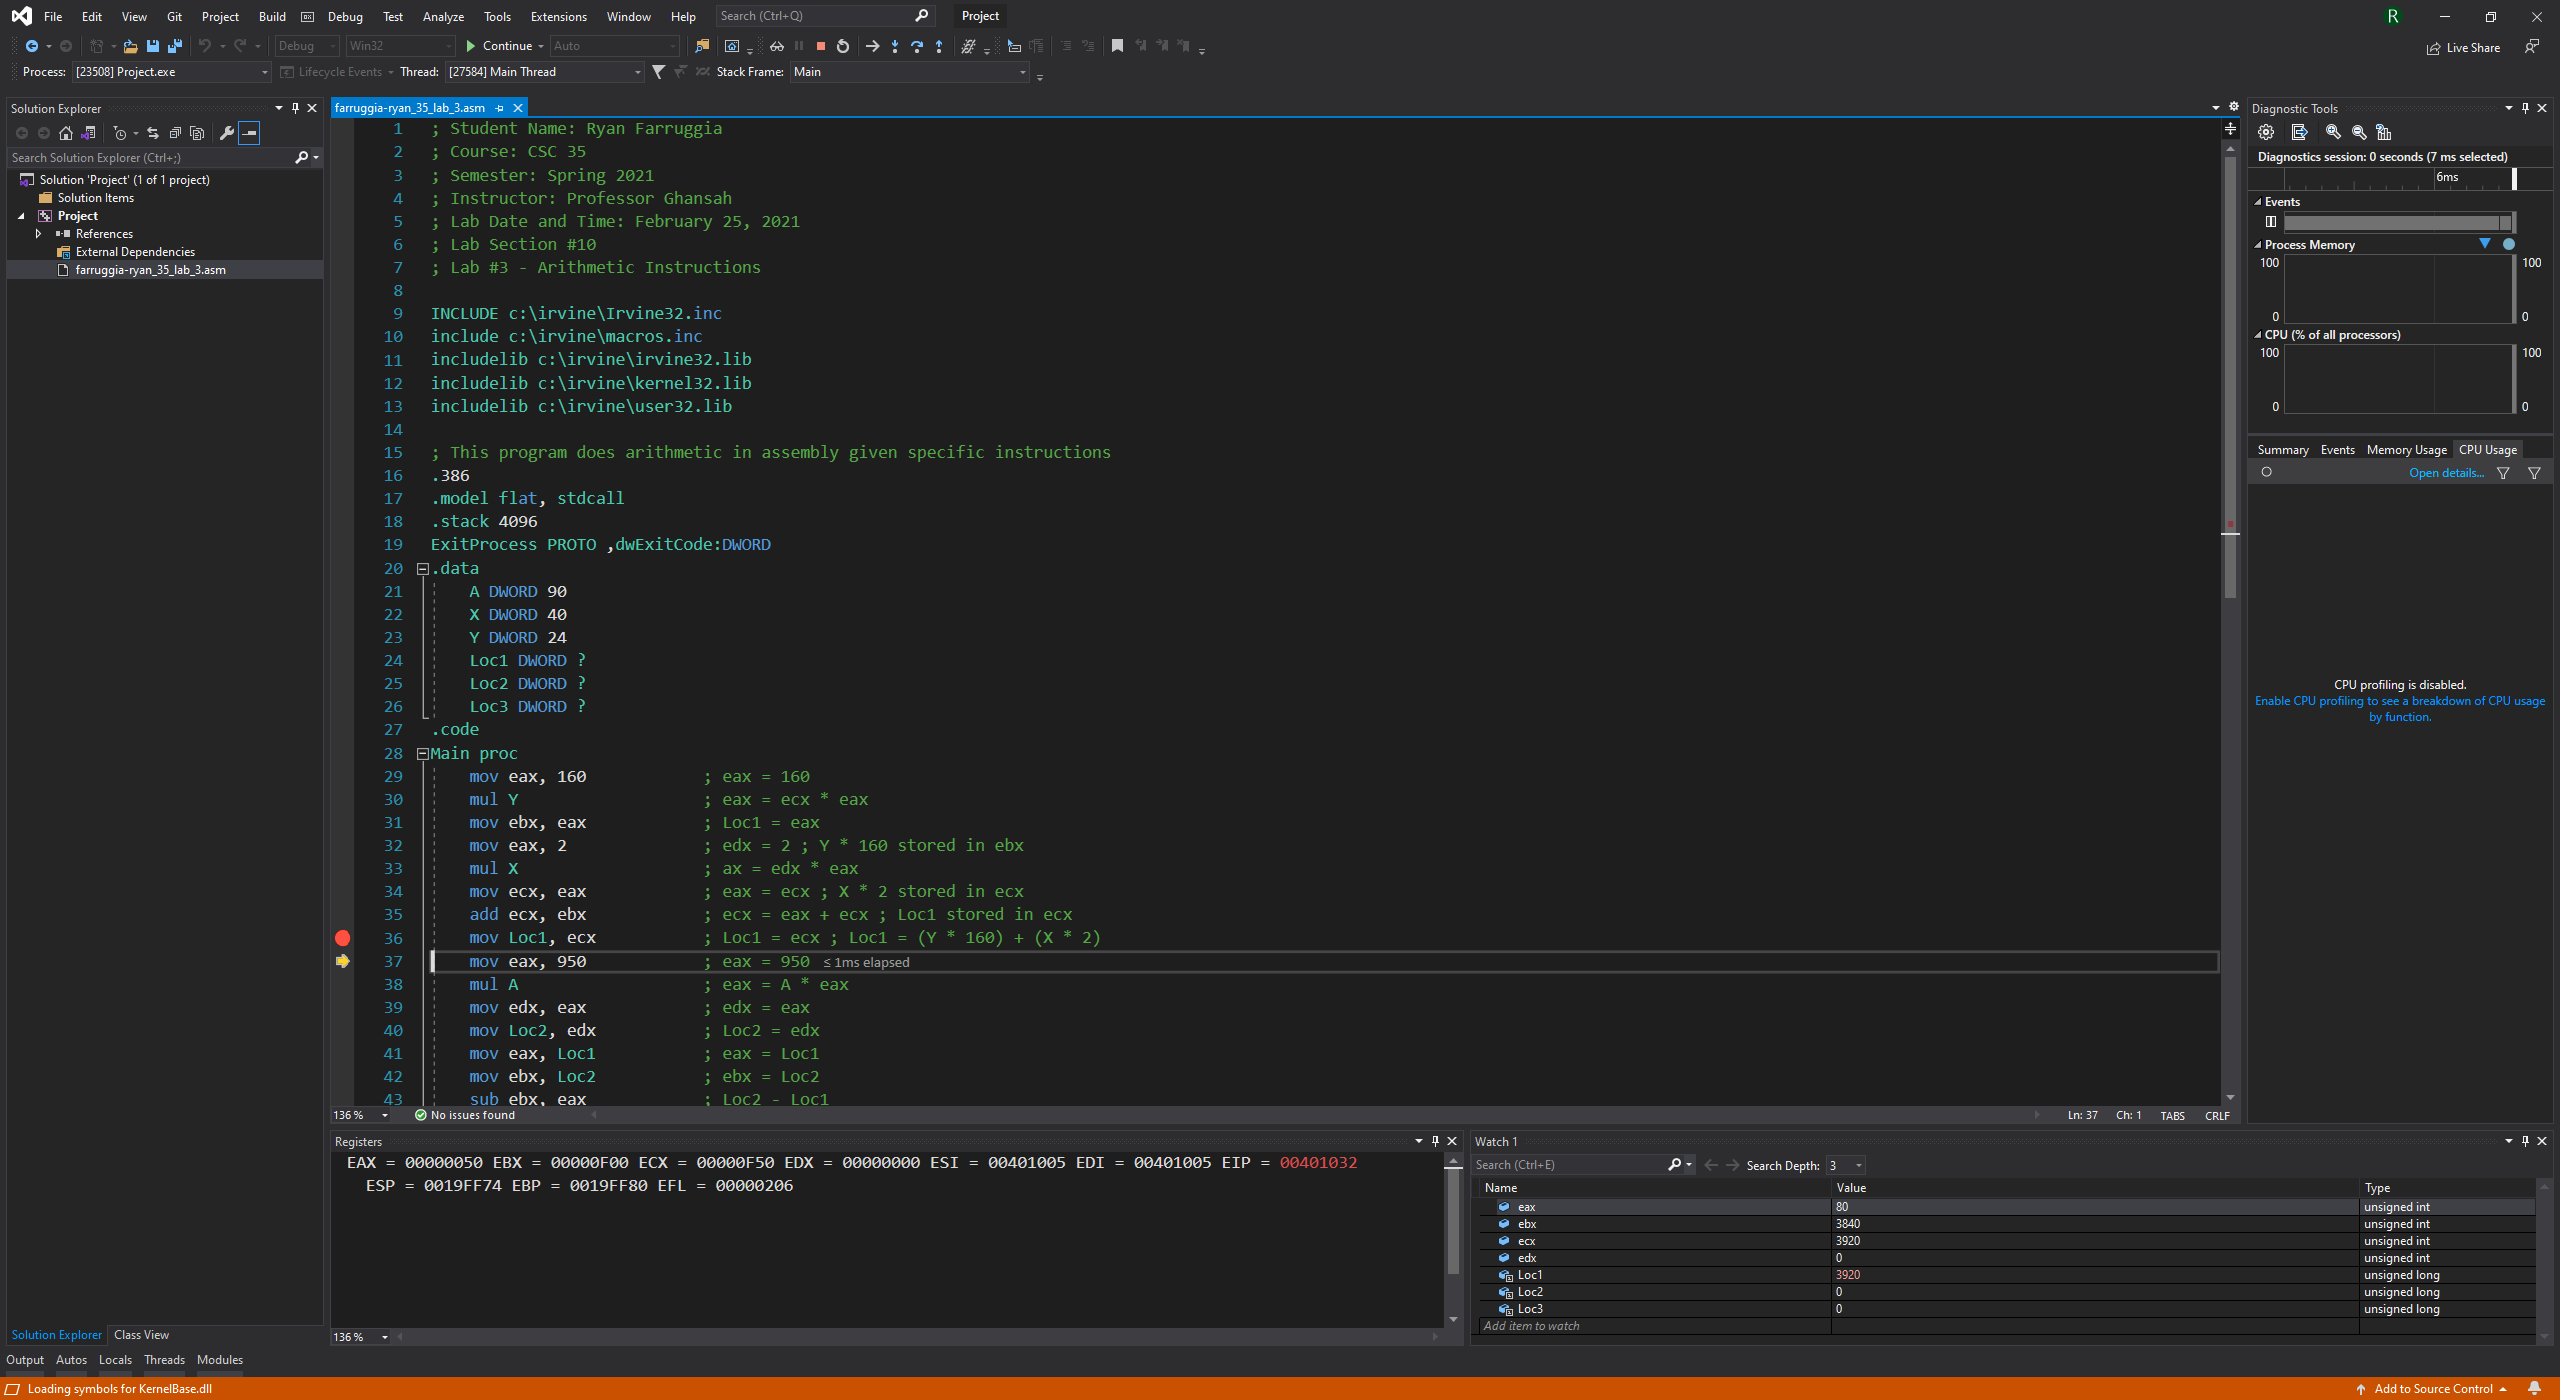 File Edit View Git Project Build Debug Test Analyze Tools Extensions Window Help Search (Ctrl+Q) Project R
Debug Win32 Continue Auto Live Share
Process: [23508] Project.exe Lifecycle Events Thread: [27584] Main Thread Stack Frame: Main
Solution Explorer
Search Solution Explorer (Ctrl+;)
Solution 'Project' (1 of 1 project)
Solution Items
Project
References
External Dependencies
farruggia-ryan_35_lab_3.asm
Solution Explorer Class View
farruggia-ryan_35_lab_3.asm
1 ; Student Name: Ryan Farruggia
2 ; Course: CSC 35
3 ; Semester: Spring 2021
4 ; Instructor: Professor Ghansah
5 ; Lab Date and Time: February 25, 2021
6 ; Lab Section #10
7 ; Lab #3 - Arithmetic Instructions
8
9 INCLUDE c:\irvine\Irvine32.inc
10 include c:\irvine\macros.inc
11 includelib c:\irvine\irvine32.lib
12 includelib c:\irvine\kernel32.lib
13 includelib c:\irvine\user32.lib
14
15 ; This program does arithmetic in assembly given specific instructions
16 .386
17 .model flat, stdcall
18 .stack 4096
19 ExitProcess PROTO ,dwExitCode:DWORD
20 .data
21 A DWORD 90
22 X DWORD 40
23 Y DWORD 24
24 Loc1 DWORD ?
25 Loc2 DWORD ?
26 Loc3 DWORD ?
27 .code
28 Main proc
29 mov eax, 160 ; eax = 160
30 mul Y ; eax = ecx * eax
31 mov ebx, eax ; Loc1 = eax
32 mov eax, 2 ; edx = 2 ; Y * 160 stored in ebx
33 mul X ; ax = edx * eax
34 mov ecx, eax ; eax = ecx ; X * 2 stored in ecx
35 add ecx, ebx ; ecx = eax + ecx ; Loc1 stored in ecx
36 mov Loc1, ecx ; Loc1 = ecx ; Loc1 = (Y * 160) + (X * 2)
37 mov eax, 950 ; eax = 950 ≤ 1ms elapsed
38 mul A ; eax = A * eax
39 mov edx, eax ; edx = eax
40 mov Loc2, edx ; Loc2 = edx
41 mov eax, Loc1 ; eax = Loc1
42 mov ebx, Loc2 ; ebx = Loc2
43 sub ebx, eax ; Loc2 - Loc1
136 % No issues found Ln: 37 Ch: 1 TABS CRLF
Diagnostic Tools
Diagnostics session: 0 seconds (7 ms selected)
6ms
Events
Process Memory
100 100
0 0
CPU (% of all processors)
100 100
0 0
Summary Events Memory Usage CPU Usage
Open details...
CPU profiling is disabled.
Enable CPU profiling to see a breakdown of CPU usage
by function.
Registers
EAX = 00000050 EBX = 00000F00 ECX = 00000F50 EDX = 00000000 ESI = 00401005 EDI = 00401005 EIP = 00401032
ESP = 0019FF74 EBP = 0019FF80 EFL = 00000206
136 %
Watch 1
Search (Ctrl+E) Search Depth: 3
Name Value Type
eax 80 unsigned int
ebx 3840 unsigned int
ecx 3920 unsigned int
edx 0 unsigned int
Loc1 3920 unsigned long
Loc2 0 unsigned long
Loc3 0 unsigned long
Add item to watch
Output Autos Locals Threads Modules
Loading symbols for KernelBase.dll Add to Source Control